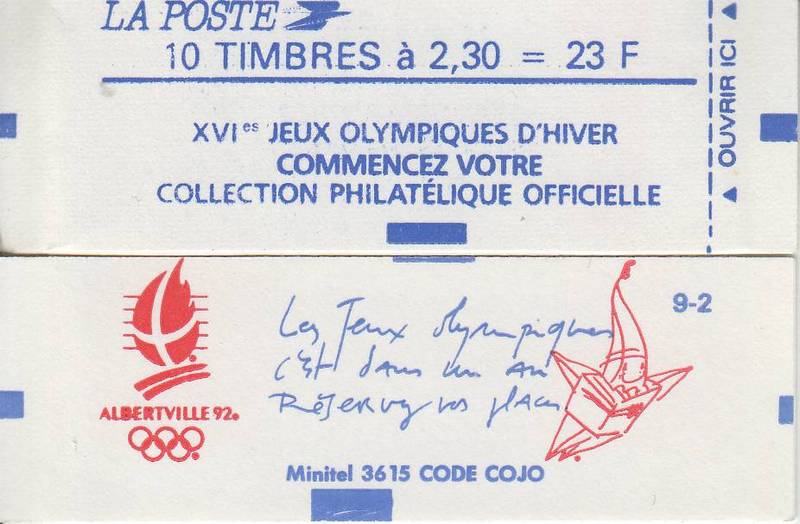 LA POSTE
10 TIMBRES à 2,30 = 23 F
XVIes JEUX OLYMPIQUES D'HIVER
COMMENCEZ VOTRE
COLLECTION PHILATÉLIQUE OFFICIELLE
▲ OUVRIR ICI ▲
9-2
Les Jeux olympiques
c'est dans un an
Réservez vos places
ALBERTVILLE 92
Minitel 3615 CODE COJO